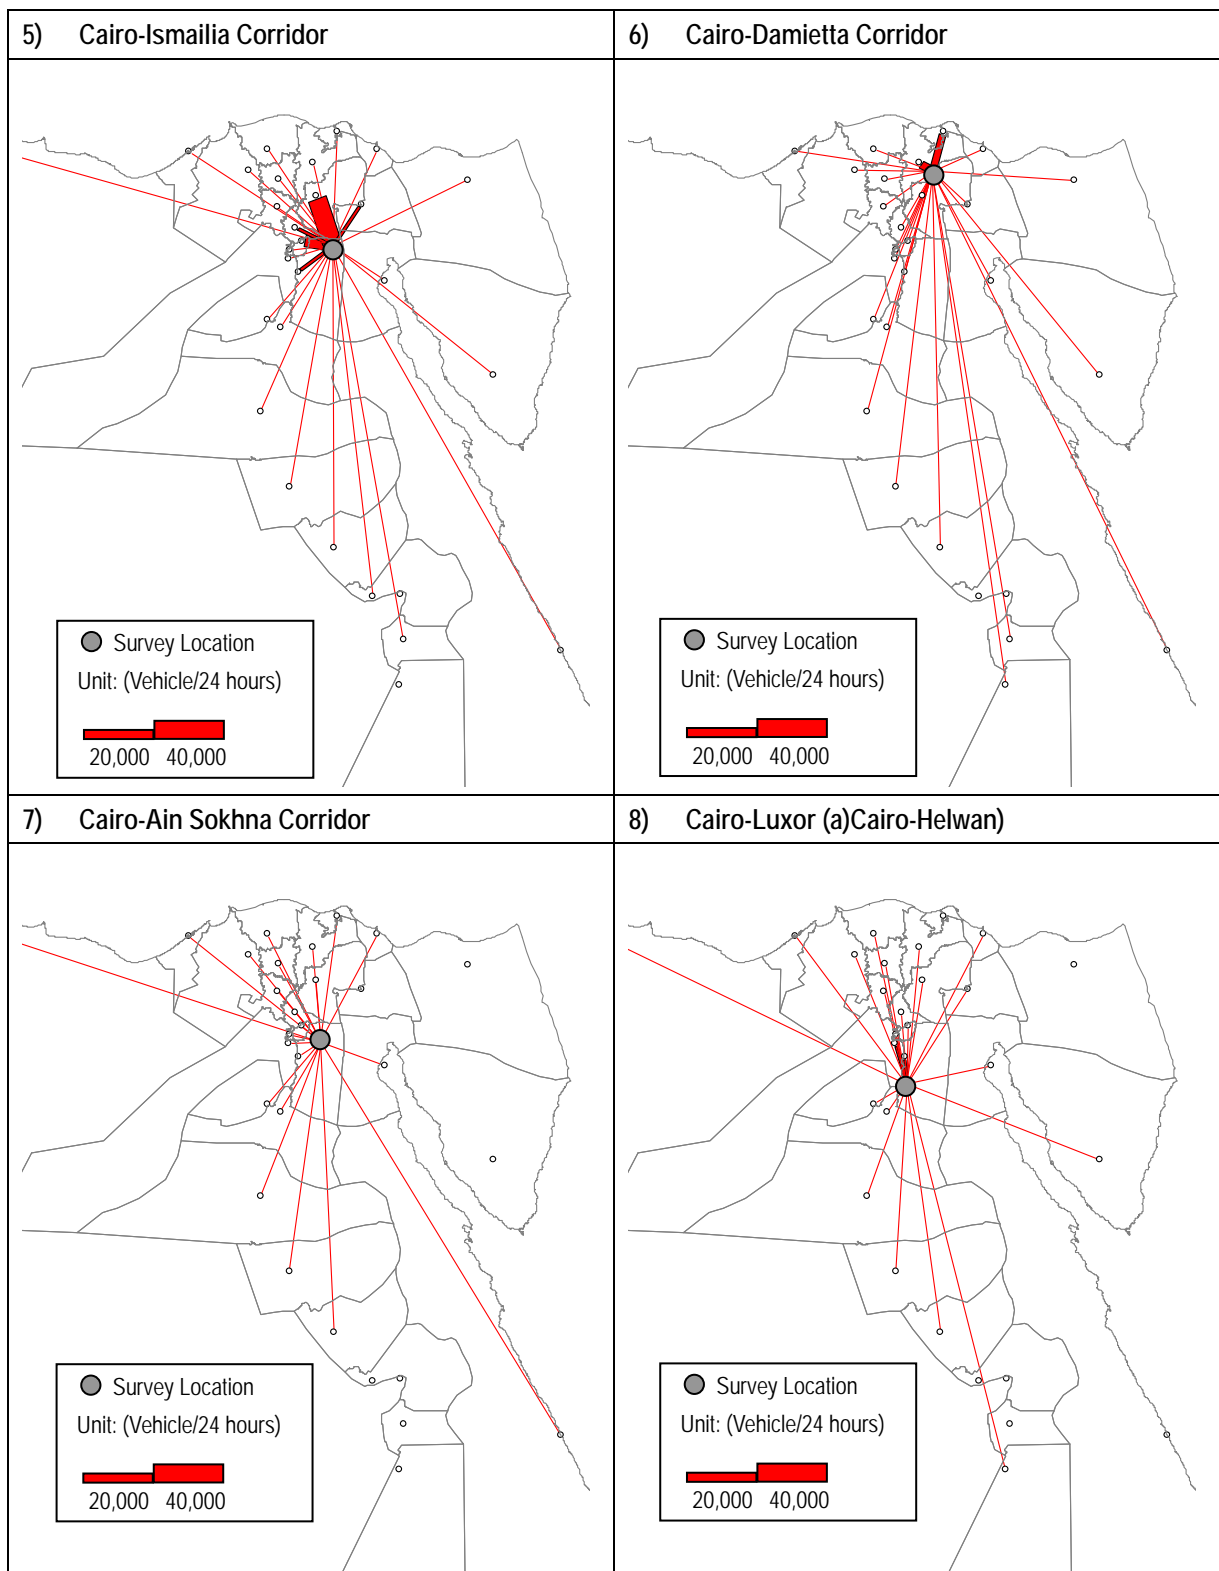 5) Cairo-Ismailia Corridor
6) Cairo-Damietta Corridor
Survey Location
Unit: (Vehicle/24 hours)
20,000 40,000
Survey Location
Unit: (Vehicle/24 hours)
20,000 40,000
7) Cairo-Ain Sokhna Corridor
8) Cairo-Luxor (a)Cairo-Helwan)
Survey Location
Unit: (Vehicle/24 hours)
20,000 40,000
Survey Location
Unit: (Vehicle/24 hours)
20,000 40,000